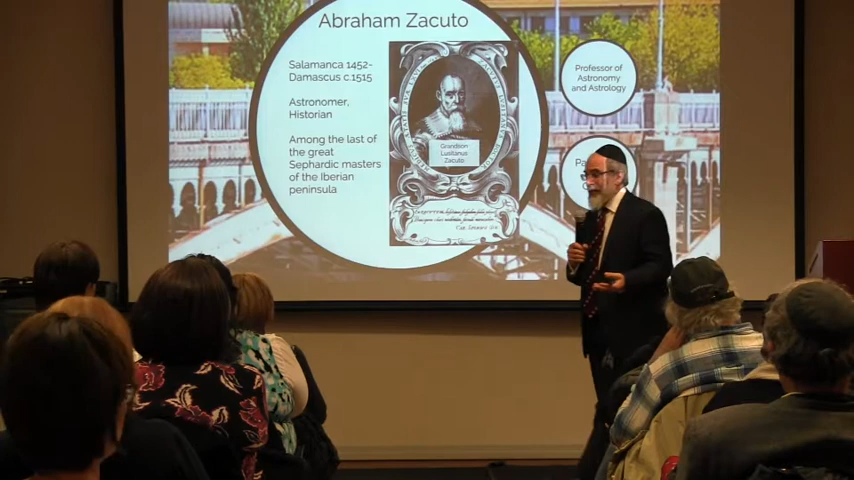 Abraham Zacuto
Salamanca 1452-
Damascus c.1515
Astronomer,
Historian
Among the last of
the great
Sephardic masters
of the Iberian
peninsula
Grandson
Lusitanus
Zacuto
Professor of
Astronomy
and Astrology